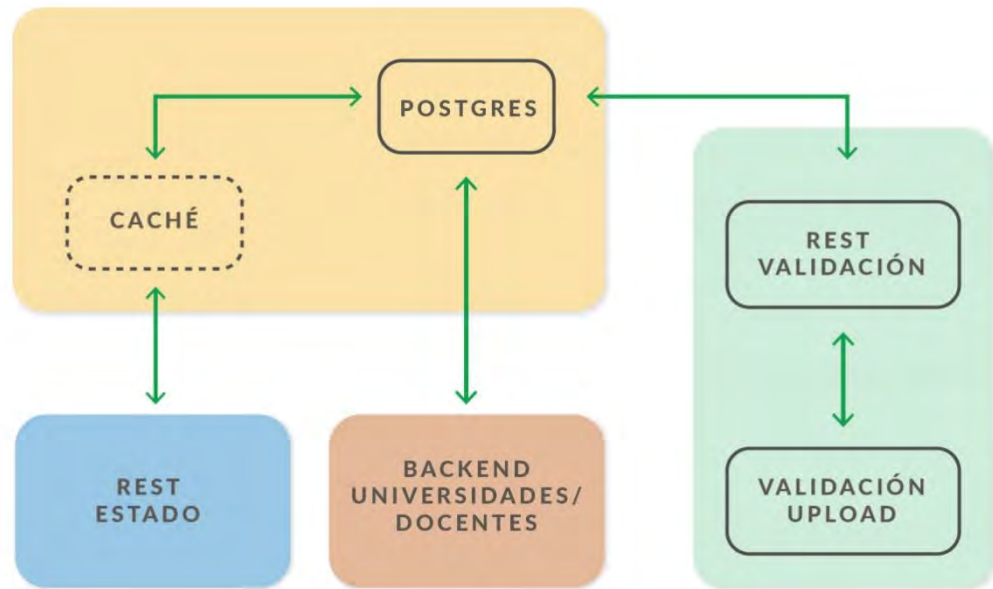 POSTGRES
CACHÉ
REST
VALIDACIÓN
REST
ESTADO
BACKEND
UNIVERSIDADES/
DOCENTES
VALIDACIÓN
UPLOAD